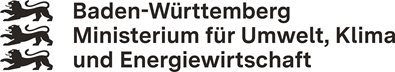 Baden-Württemberg
Ministerium für Umwelt, Klima
und Energiewirtschaft